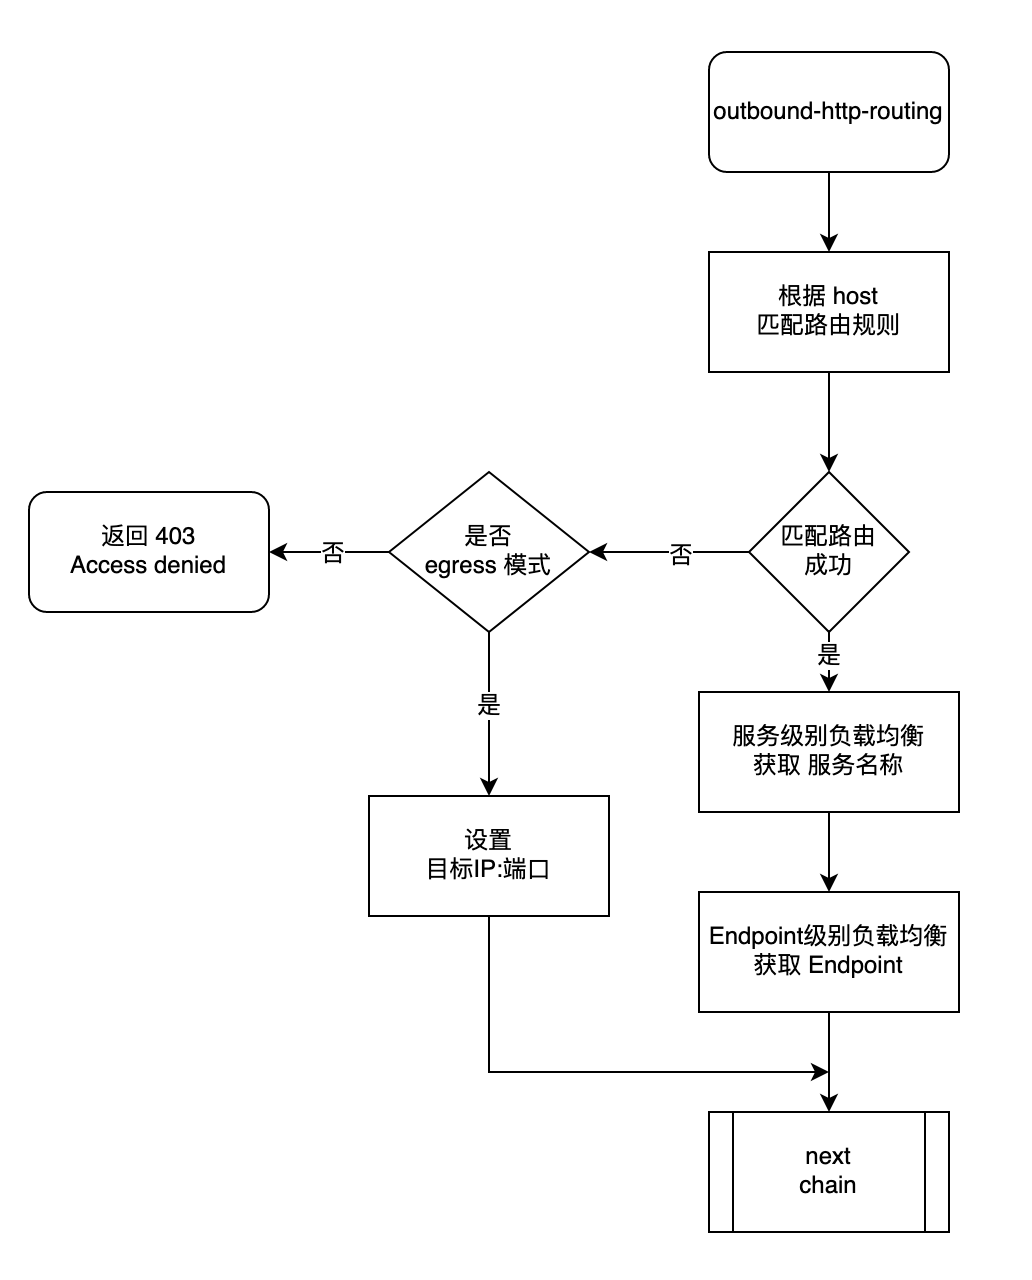 outbound-http-routing
根据 host
匹配路由规则
匹配路由
成功
否
是否
egress 模式
否
返回 403
Access denied
是
服务级别负载均衡
获取 服务名称
是
设置
目标IP:端口
Endpoint级别负载均衡
获取 Endpoint
next
chain